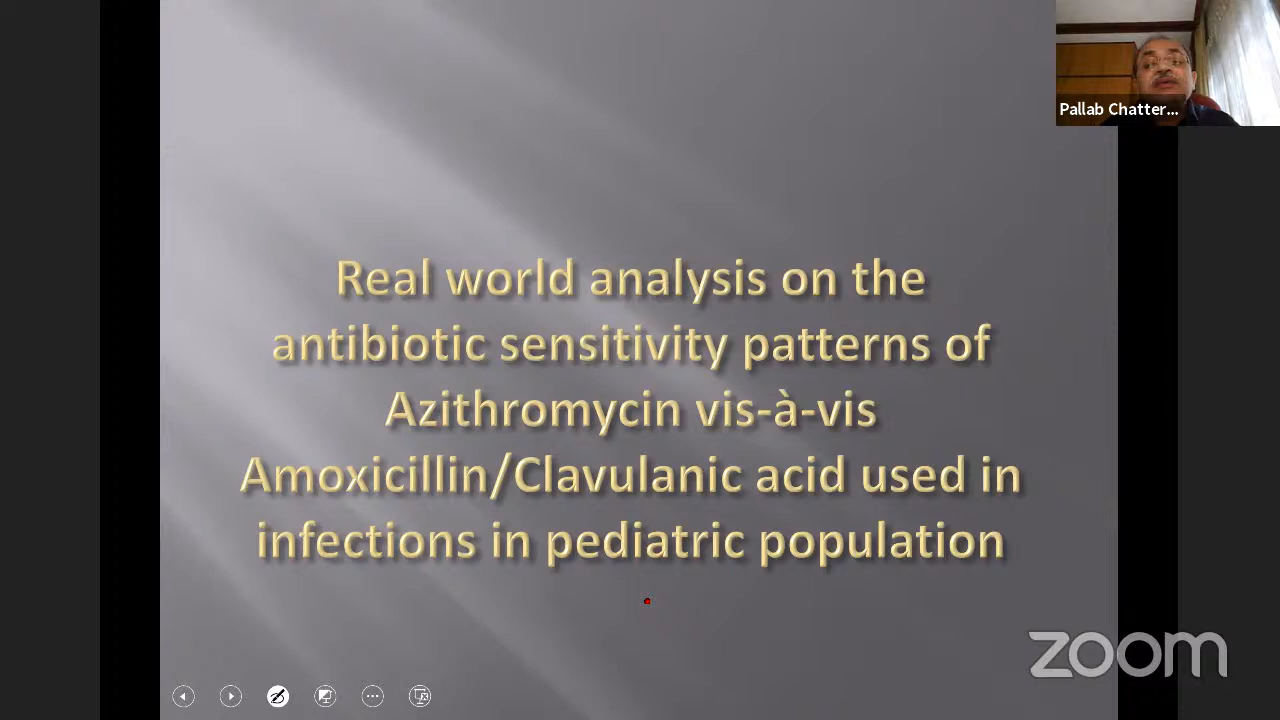 Pallab Chatter...
Real world analysis on the
antibiotic sensitivity patterns of
Azithromycin vis-à-vis
Amoxicillin/Clavulanic acid used in
infections in pediatric population
zoom